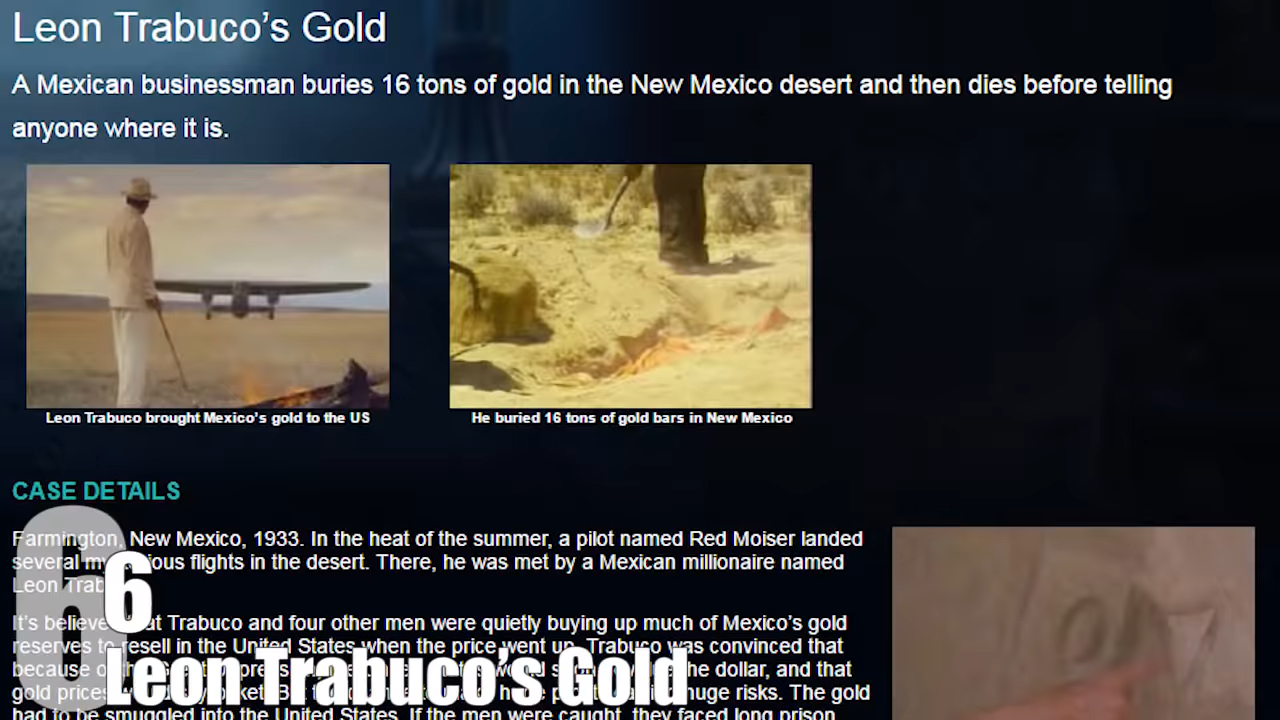 Leon Trabuco's Gold
A Mexican businessman buries 16 tons of gold in the New Mexico desert and then dies before telling
anyone where it is.
Leon Trabuco brought Mexico's gold to the US
He buried 16 tons of gold bars in New Mexico
CASE DETAILS
Farmington, New Mexico, 1933. In the heat of the summer, a pilot named Red Moiser landed
several flights in the desert. There, he was met by a Mexican millionaire named
Leon
It's Trabuco and four other men were quietly buying up much of Mexico's gold
reserves to resell in the United States when the price went up. Trabuco was convinced that
because the dollar, and that
gold prices huge risks. The gold
had to be smuggled into the United States. If the men were caught, they faced long prison
6
6
Leon Trabuco's Gold